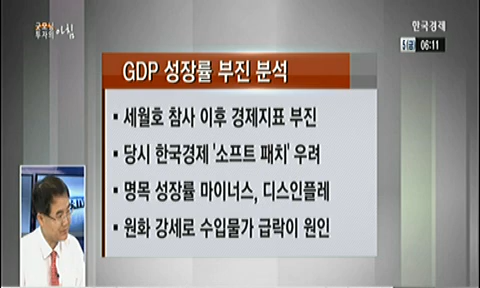 굿모닝
투자의 아침
한국경제
5(금) 06:11
GDP 성장률 부진 분석
▪ 세월호 참사 이후 경제지표 부진
▪ 당시 한국경제 '소프트 패치' 우려
▪ 명목 성장률 마이너스, 디스인플레
▪ 원화 강세로 수입물가 급락이 원인